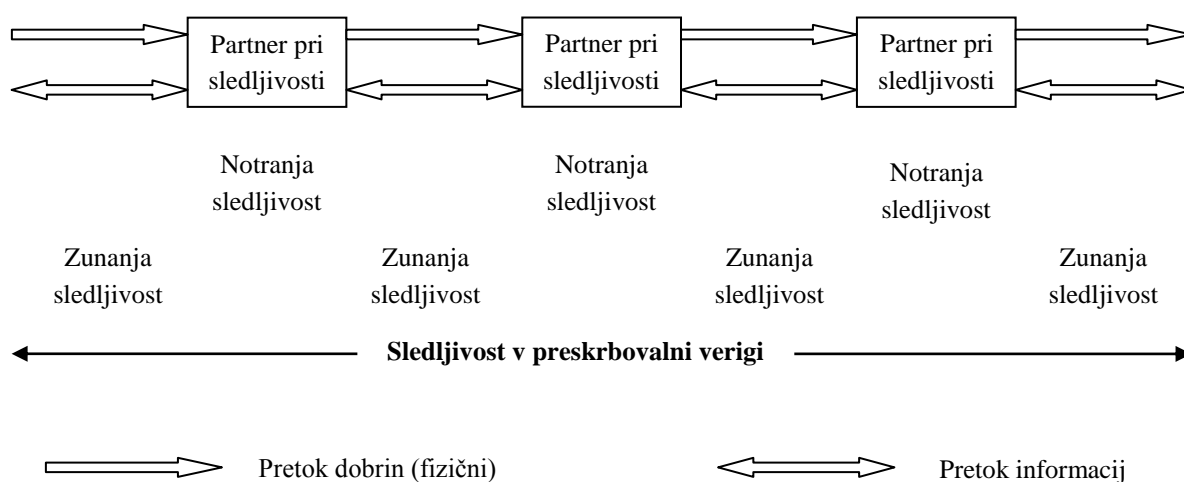 Partner pri
sledljivosti
Partner pri
sledljivosti
Partner pri
sledljivosti
Notranja
sledljivost
Notranja
sledljivost
Notranja
sledljivost
Zunanja
sledljivost
Zunanja
sledljivost
Zunanja
sledljivost
Zunanja
sledljivost
Sledljivost v preskrbovalni verigi
Pretok dobrin (fizični)
Pretok informacij